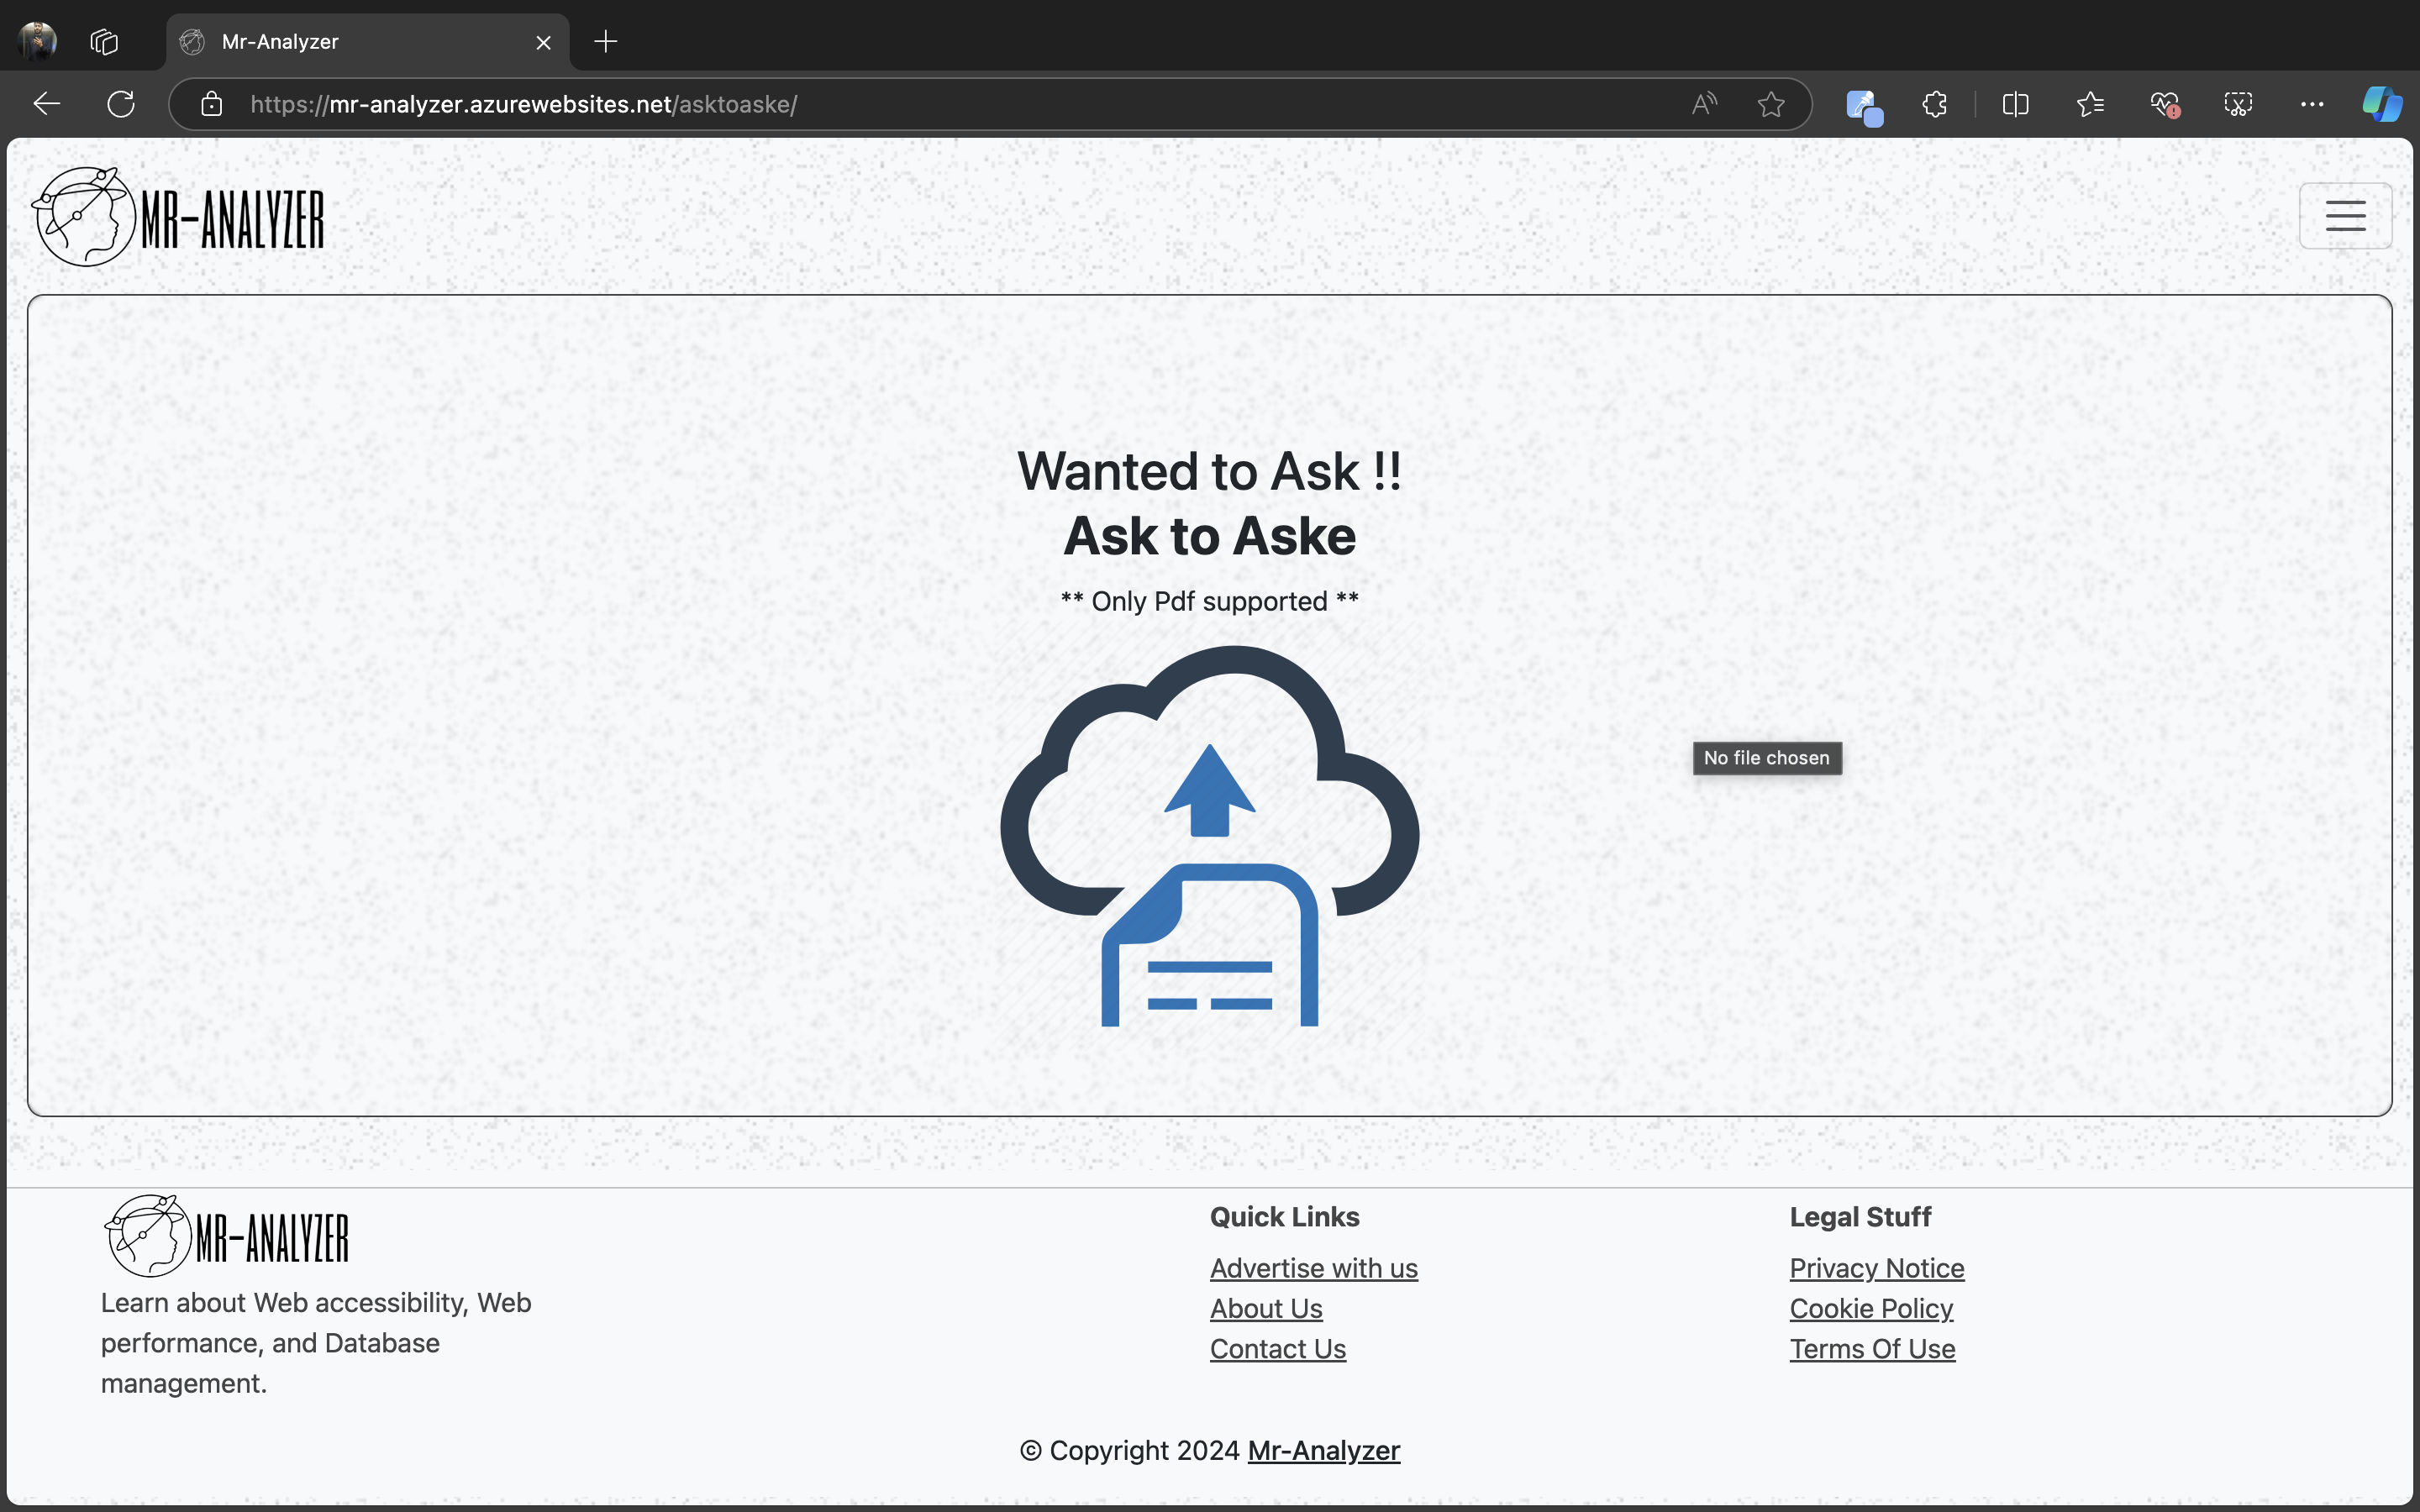 Mr-Analyzer
https://mr-analyzer.azurewebsites.net/asktoaske/
MR-ANALYZER
Wanted to Ask !!
Ask to Aske
** Only Pdf supported **
No file chosen
MR-ANALYZER
Learn about Web accessibility, Web
performance, and Database
management.
Quick Links
Advertise with us
About Us
Contact Us
Legal Stuff
Privacy Notice
Cookie Policy
Terms Of Use
© Copyright 2024 Mr-Analyzer